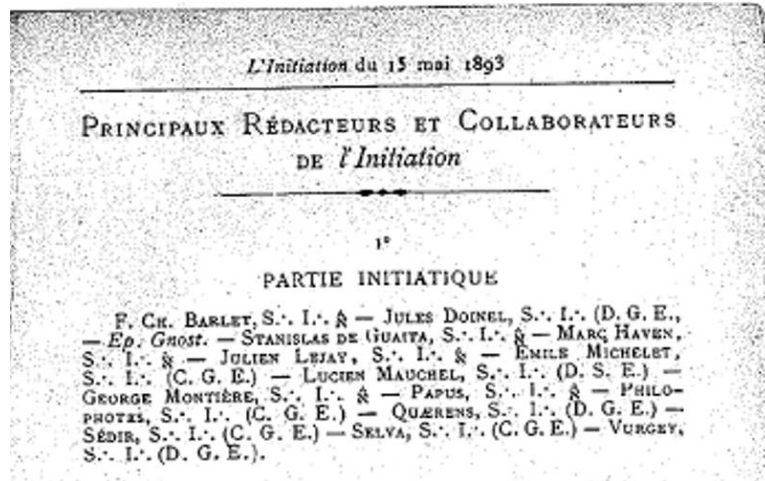 L'Initiation du 15 mai 1893
PRINCIPAUX RÉDACTEURS ET COLLABORATEURS
DE l'Initiation
1°
PARTIE INITIATIQUE
F. CH. BARLET, S.·. I.·. — JULES DOINEL, S.·. I.·. (D. G. E.,
— Ep. Gnost. — STANISLAS DE GUAITA, S.·. I.·. — MARC HAVEN,
S.·. I.·. — JULIEN LEJAY, S.·. I.·. — EMILE MICHELET,
S.·. I.·. (C. G. E.) — LUCIEN MAUCHEL, S.·. I.·. (D. S. E.) —
GEORGE MONTIÈRE, S.·. I.·. — PAPUS, S.·. I.·. — PHILO-
PHOTES, S.·. I.·. (C. G. E.) — QUÆRENS, S.·. I.·. (D. G. E.) —
SÉDIR, S.·. I.·. (C. G. E.) — SELVA, S.·. I.·. (C. G. E.) — VURGEY,
S.·. I.·. (D. G. E.).